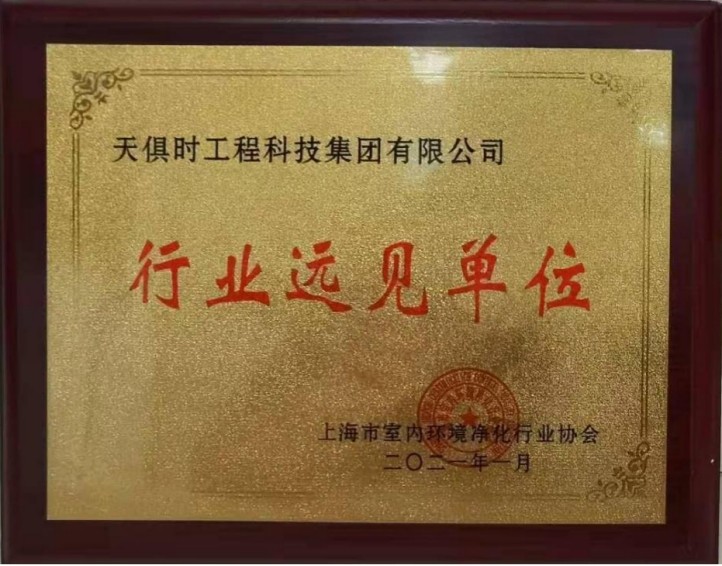 天俱时工程科技集团有限公司
行业远见单位
上海市室内环境净化行业协会
二〇二一年一月